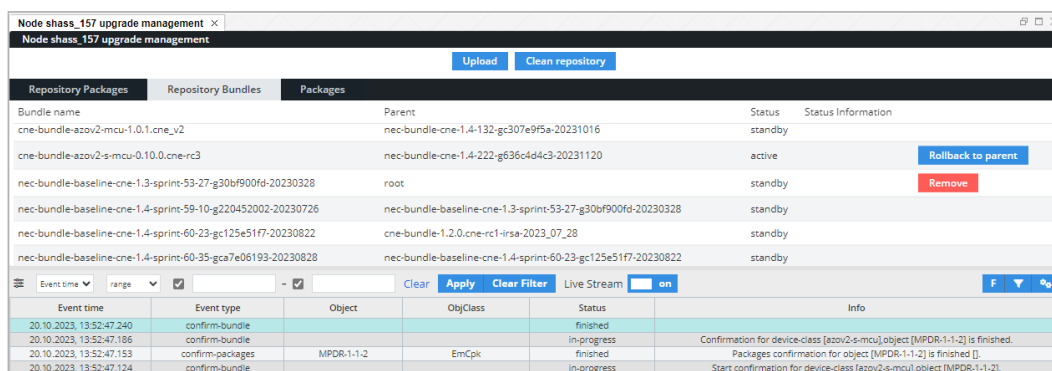 Node shass_157 upgrade management ×
Node shass_157 upgrade management
Upload Clean repository
Repository Packages Repository Bundles Packages
Bundle name Parent Status Status Information
cne-bundle-azov2-mcu-1.0.1.cne_v2 nec-bundle-cne-1.4-132-gc307e9f5a-20231016 standby
cne-bundle-azov2-s-mcu-0.10.0.cne-rc3 nec-bundle-cne-1.4-222-g636c4d4c3-20231120 active Rollback to parent
nec-bundle-baseline-cne-1.3-sprint-53-27-g30bf900fd-20230328 root standby Remove
nec-bundle-baseline-cne-1.4-sprint-59-10-g220452002-20230726 nec-bundle-baseline-cne-1.3-sprint-53-27-g30bf900fd-20230328 standby
nec-bundle-baseline-cne-1.4-sprint-60-23-gc125e51f7-20230822 cne-bundle-1.2.0.cne-rc1-irsa-2023_07_28 standby
nec-bundle-baseline-cne-1.4-sprint-60-35-gca7e06193-20230828 nec-bundle-baseline-cne-1.4-sprint-60-23-gc125e51f7-20230822 standby
Event time range – Clear Apply Clear Filter Live Stream on F
Event time Event type Object ObjClass Status Info
20.10.2023, 13:52:47.240 confirm-bundle finished
20.10.2023, 13:52:47.186 confirm-bundle in-progress Confirmation for device-class [azov2-s-mcu],object [MPDR-1-1-2] is finished.
20.10.2023, 13:52:47.153 confirm-packages MPDR-1-1-2 EmCpk finished Packages confirmation for object [MPDR-1-1-2] is finished [].
20.10.2023, 13:52:47.124 confirm-bundle in-progress Start confirmation for device-class [azov2-s-mcu],object [MPDR-1-1-2].